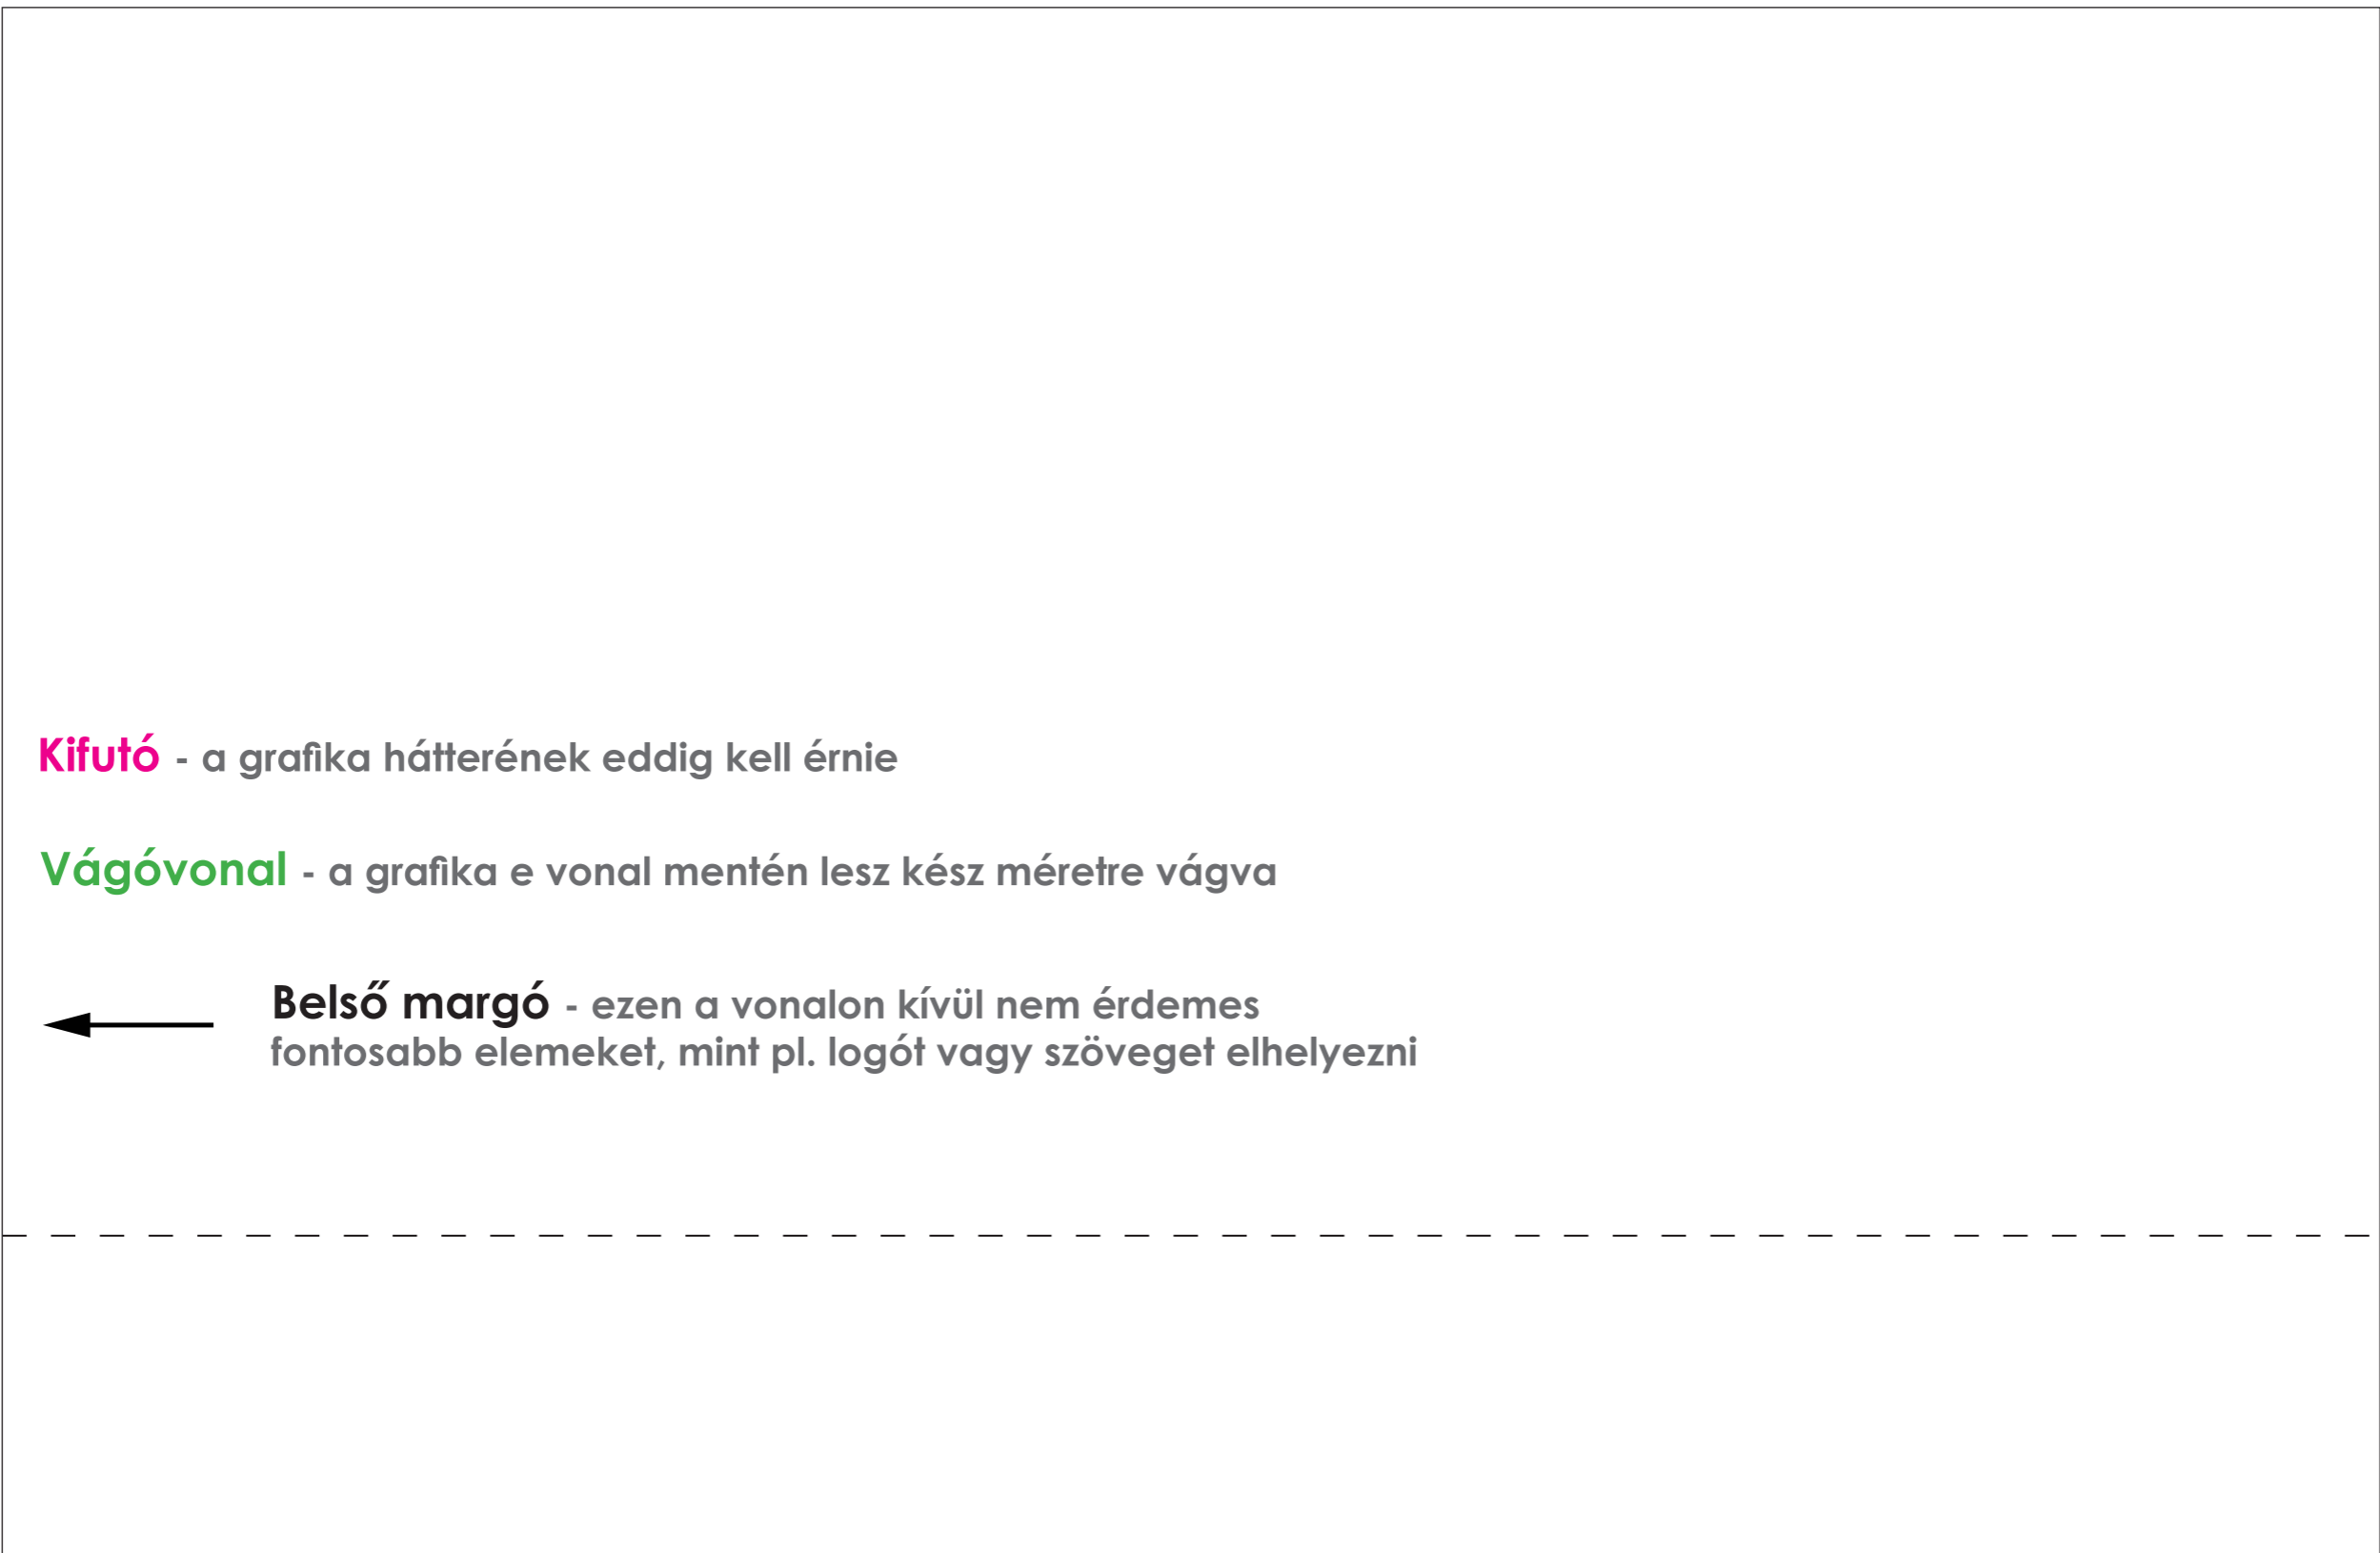 Kifutó - a grafika hátterének eddig kell érnie
Vágóvonal - a grafika e vonal mentén lesz kész méretre vágva
Belső margó - ezen a vonalon kívül nem érdemes
fontosabb elemeket, mint pl. logót vagy szöveget elhelyezni